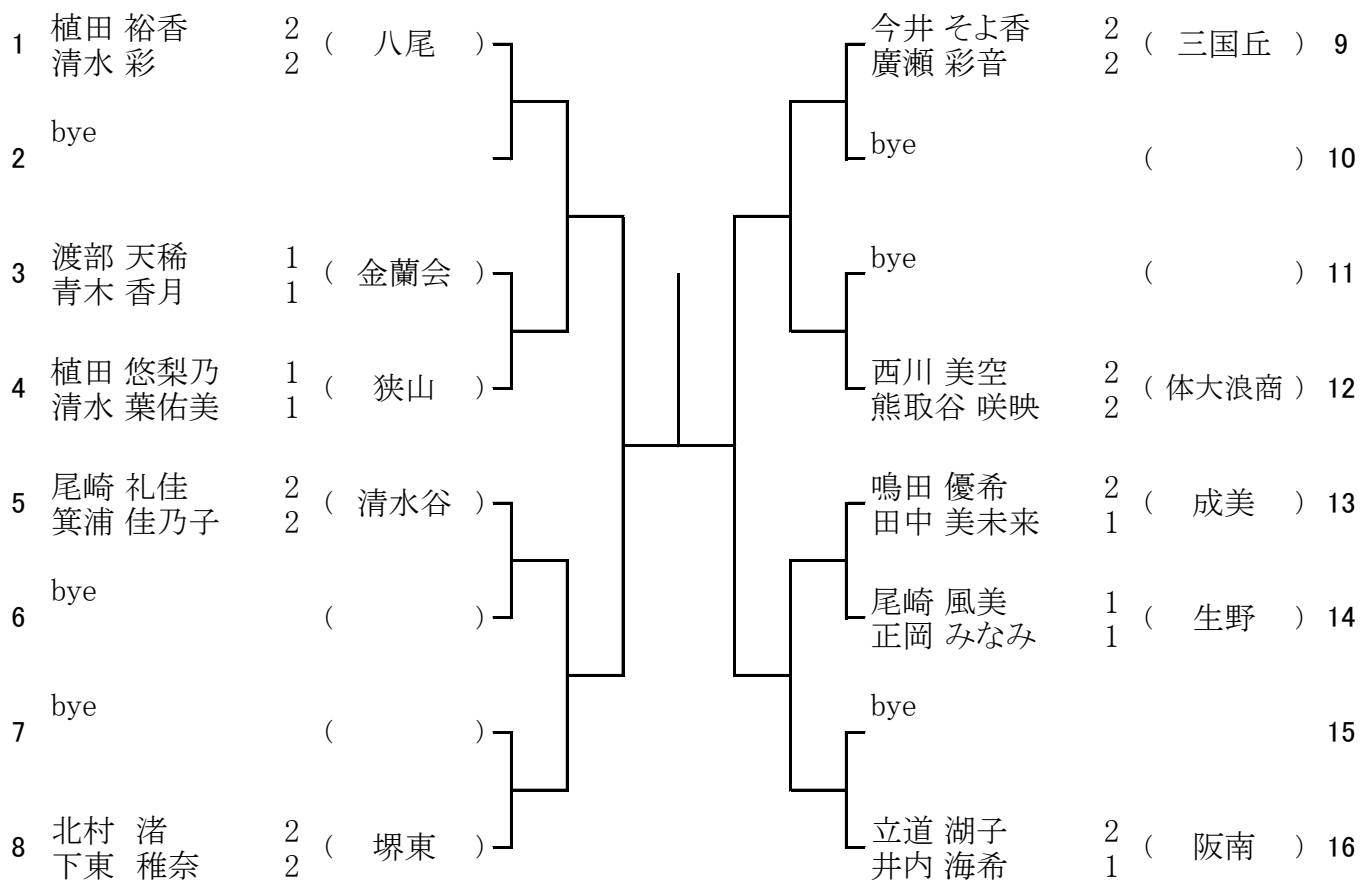 1 植田 裕香 2 ( 八尾 )
清水 彩 2
2 bye
3 渡部 天稀 1 ( 金蘭会 )
青木 香月 1
4 植田 悠梨乃 1 ( 狭山 )
清水 葉佑美 1
5 尾崎 礼佳 2 ( 清水谷 )
箕浦 佳乃子 2
6 bye ( )
7 bye ( )
8 北村 渚 2 ( 堺東 )
下東 稚奈 2
今井 そよ香 2 ( 三国丘 ) 9
廣瀬 彩音 2
bye ( ) 10
bye ( ) 11
西川 美空 2 ( 体大浪商 ) 12
熊取谷 咲映 2
鳴田 優希 2 ( 成美 ) 13
田中 美未来 1
尾崎 風美 1 ( 生野 ) 14
正岡 みなみ 1
bye 15
立道 湖子 2 ( 阪南 ) 16
井内 海希 1